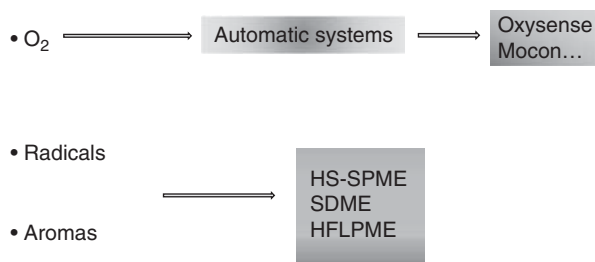 • O₂
Automatic systems
Oxysense
Mocon…
• Radicals
HS-SPME
SDME
HFLPME
• Aromas